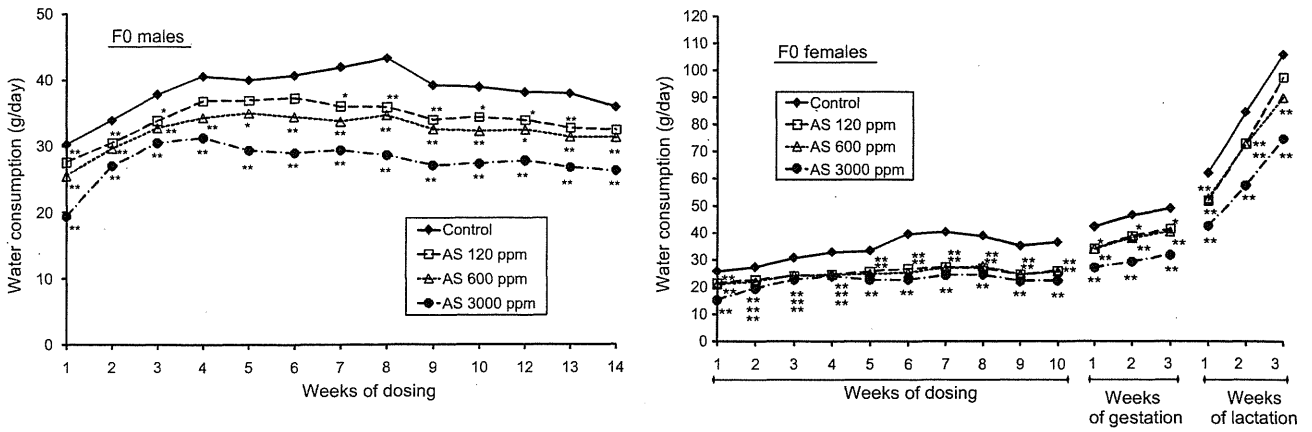 F0 males
Water consumption (g/day)
50
40
30
20
10
0
Control
AS 120 ppm
AS 600 ppm
AS 3000 ppm
1 2 3 4 5 6 7 8 9 10 12 13 14
Weeks of dosing
F0 females
Water consumption (g/day)
120
110
100
90
80
70
60
50
40
30
20
10
0
Control
AS 120 ppm
AS 600 ppm
AS 3000 ppm
1 2 3 4 5 6 7 8 9 10 1 2 3 1 2 3
Weeks of dosing
Weeks
of gestation
Weeks
of lactation